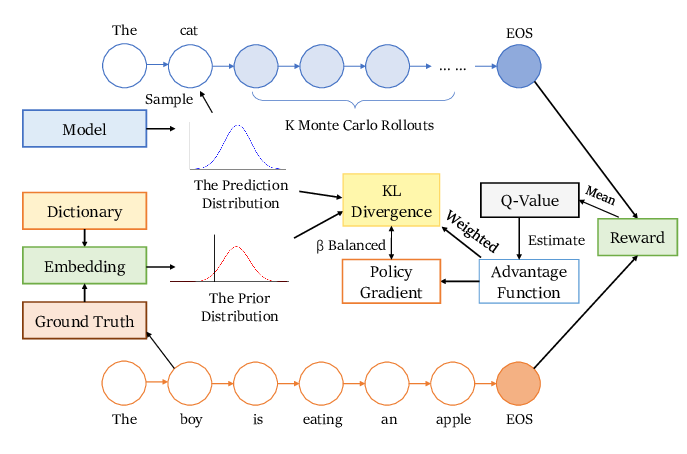 The
cat
EOS
... ...
Sample
K Monte Carlo Rollouts
Model
The Prediction
Distribution
KL
Divergence
Q-Value
Mean
Dictionary
Weighted
Reward
β Balanced
Estimate
Embedding
Policy
Gradient
Advantage
Function
The Prior
Distribution
Ground Truth
The
boy
is
eating
an
apple
EOS